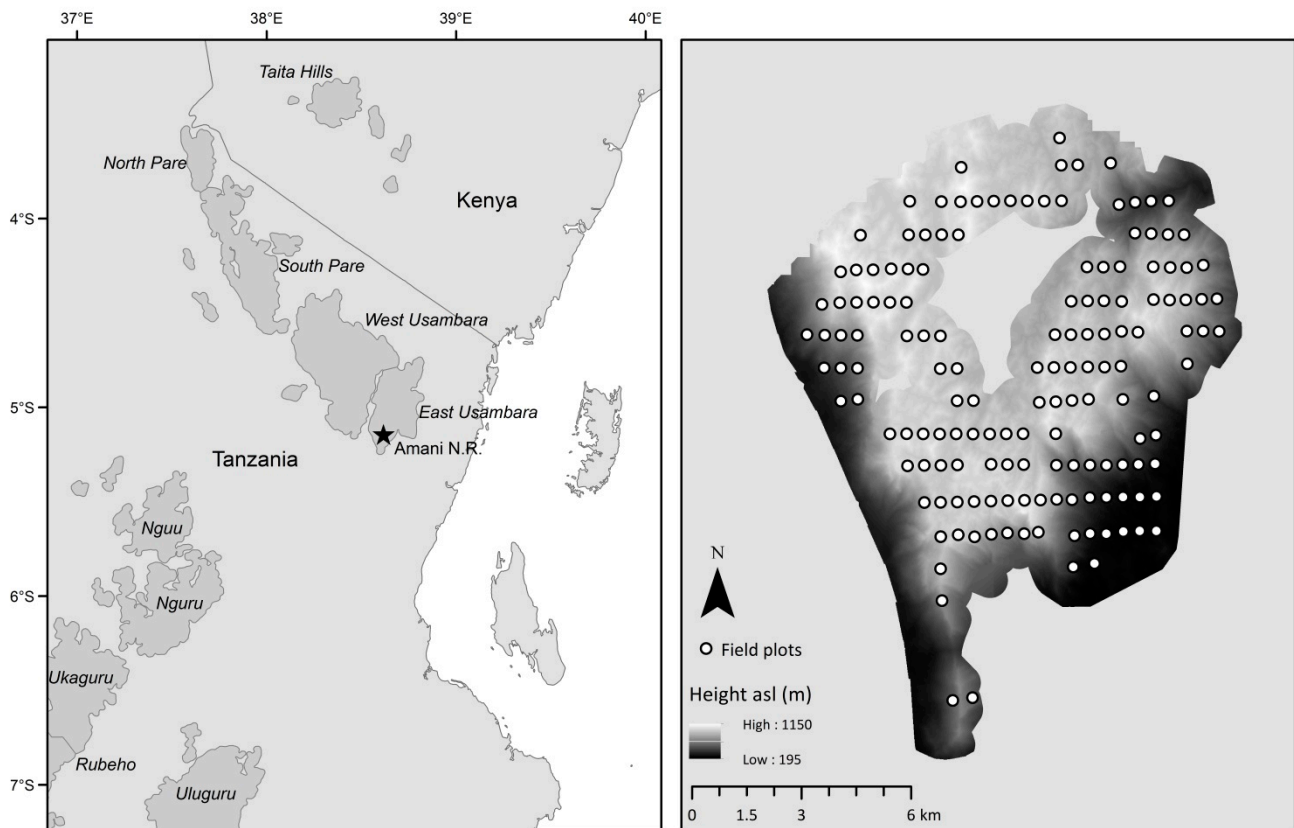 37°E 38°E 39°E 40°E
Taita Hills
North Pare
Kenya
4°S
South Pare
West Usambara
5°S
East Usambara
Amani N.R.
Tanzania
Nguu
6°S
Nguru
Ukaguru
Rubeho
7°S
Uluguru
N
Field plots
Height asl (m)
High : 1150
Low : 195
0 1.5 3 6 km